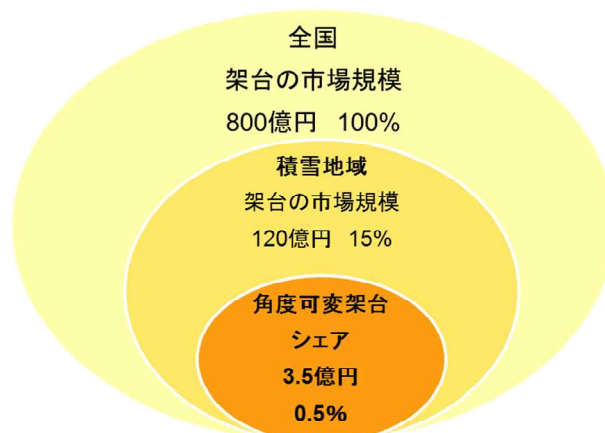 全国
架台の市場規模
800億円 100%
積雪地域
架台の市場規模
120億円 15%
角度可変架台
シェア
3.5億円
0.5%